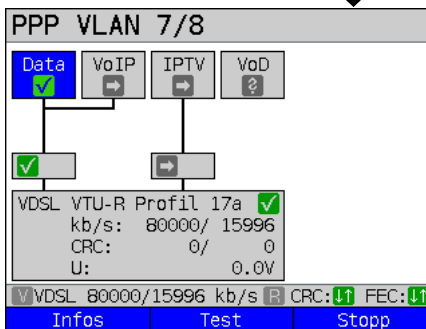 PPP VLAN 7/8
Data VoIP IPTV VoD
?
VDSL VTU-R Profil 17a
kb/s: 80000/ 15996
CRC: 0/ 0
U: 0.0V
V VDSL 80000/15996 kb/s R CRC: FEC:
Infos Test Stopp